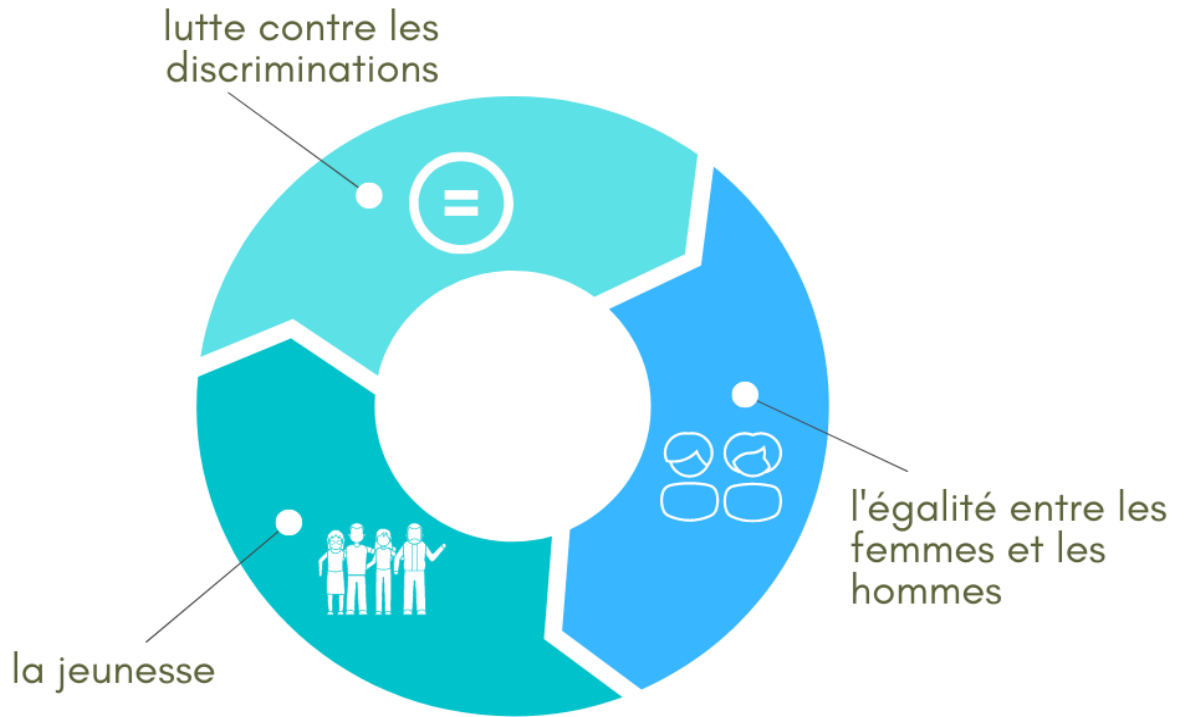 lutte contre les
discriminations
l'égalité entre les
femmes et les
hommes
la jeunesse